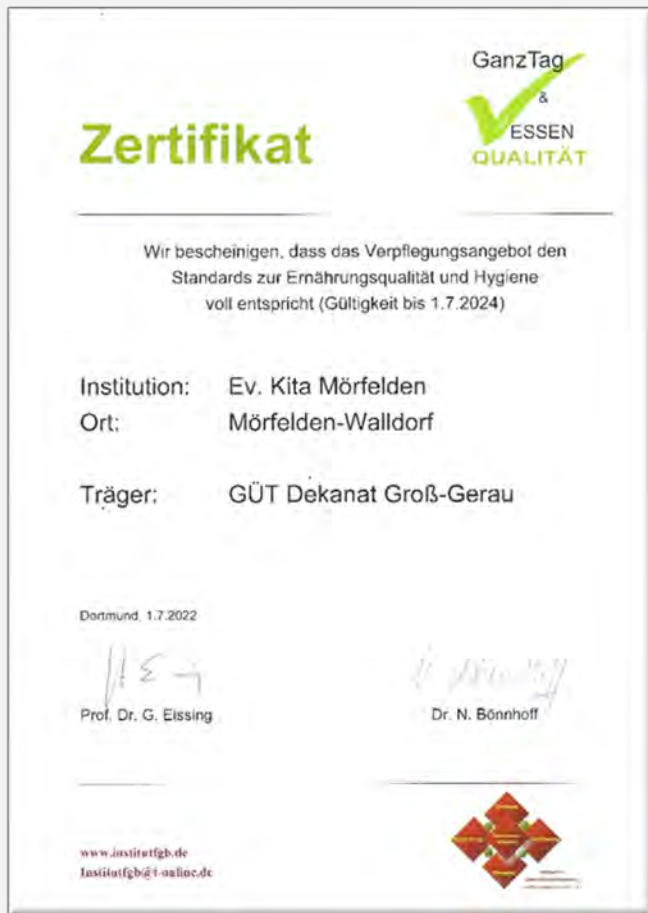 GanzTag
&
ESSEN
QUALITÄT
Zertifikat
Wir bescheinigen, dass das Verpflegungsangebot den
Standards zur Ernährungsqualität und Hygiene
voll entspricht (Gültigkeit bis 1.7.2024)
Institution: Ev. Kita Mörfelden
Ort: Mörfelden-Walldorf
Träger: GÜT Dekanat Groß-Gerau
Dortmund, 1.7.2022
Prof. Dr. G. Eissing
Dr. N. Bönnhoff
www.institutfgb.de
Institutfgb@t-online.de